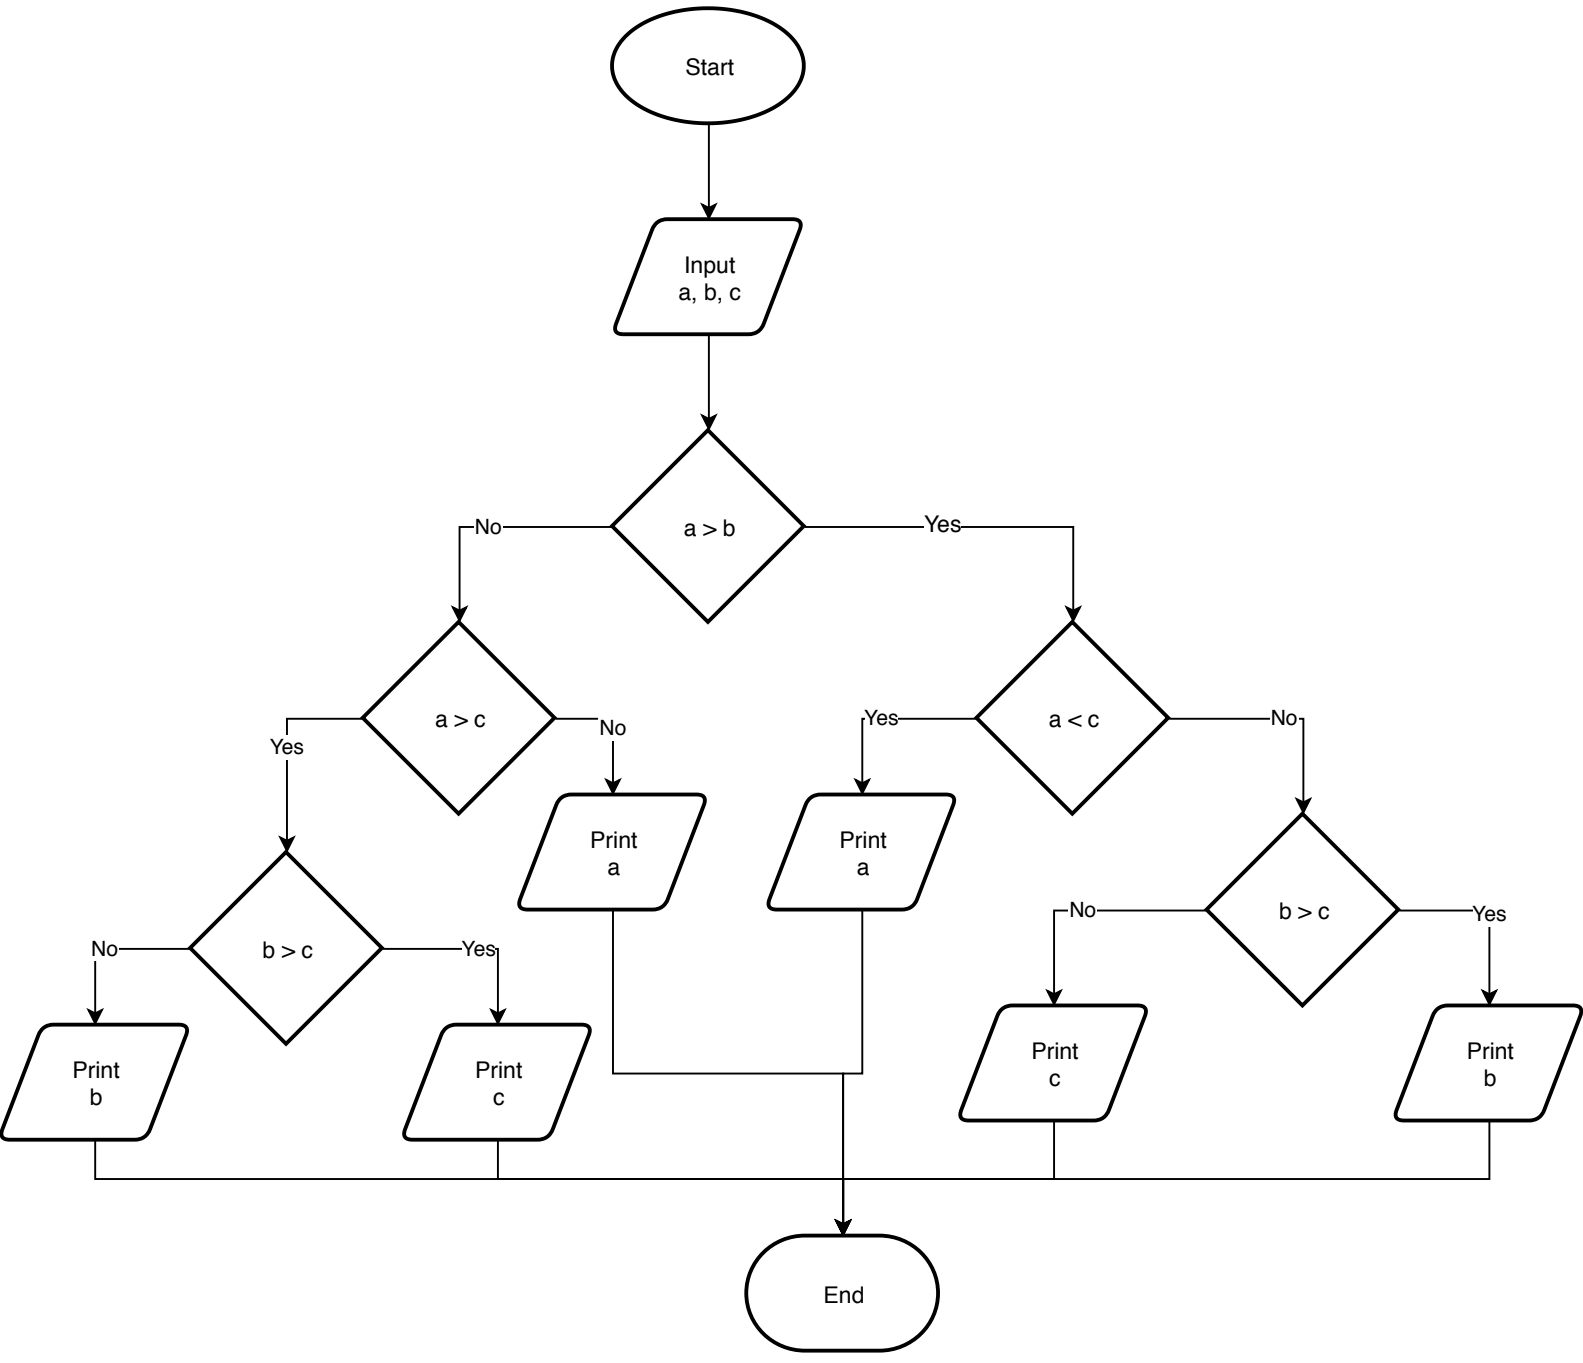 Start
Input
a, b, c
a > b
No
Yes
a > c
a < c
Yes
No
Yes
No
Print
a
Print
a
b > c
b > c
No
Yes
No
Yes
Print
b
Print
c
Print
c
Print
b
End